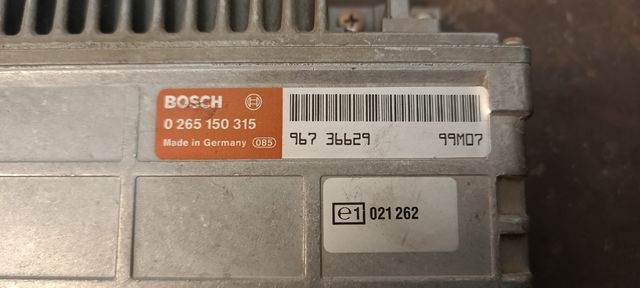 BOSCH
0 265 150 315
Made in Germany 085
967 36629 99M07
e1 021 262